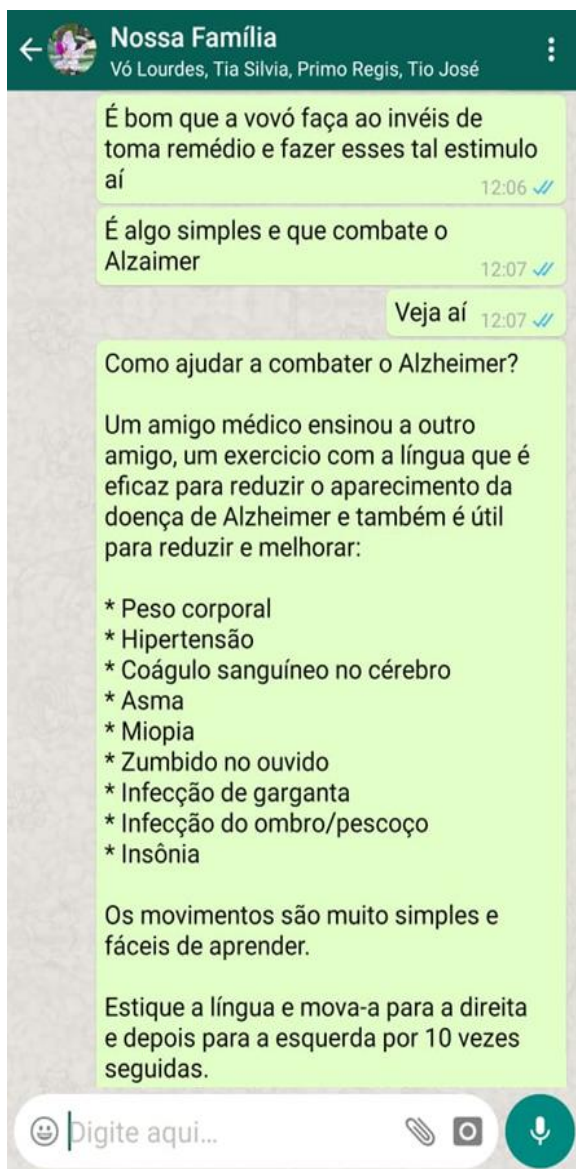 Nossa Família
Vó Lourdes, Tia Silvia, Primo Regis, Tio José
É bom que a vovó faça ao invéis de
toma remédio e fazer esses tal estimulo
aí
12:06
É algo simples e que combate o
Alzaimer
12:07
Veja aí 12:07
Como ajudar a combater o Alzheimer?
Um amigo médico ensinou a outro
amigo, um exercicio com a língua que é
eficaz para reduzir o aparecimento da
doença de Alzheimer e também é útil
para reduzir e melhorar:
* Peso corporal
* Hipertensão
* Coágulo sanguíneo no cérebro
* Asma
* Miopia
* Zumbido no ouvido
* Infecção de garganta
* Infecção do ombro/pescoço
* Insônia
Os movimentos são muito simples e
fáceis de aprender.
Estique a língua e mova-a para a direita
e depois para a esquerda por 10 vezes
seguidas.
Digite aqui...